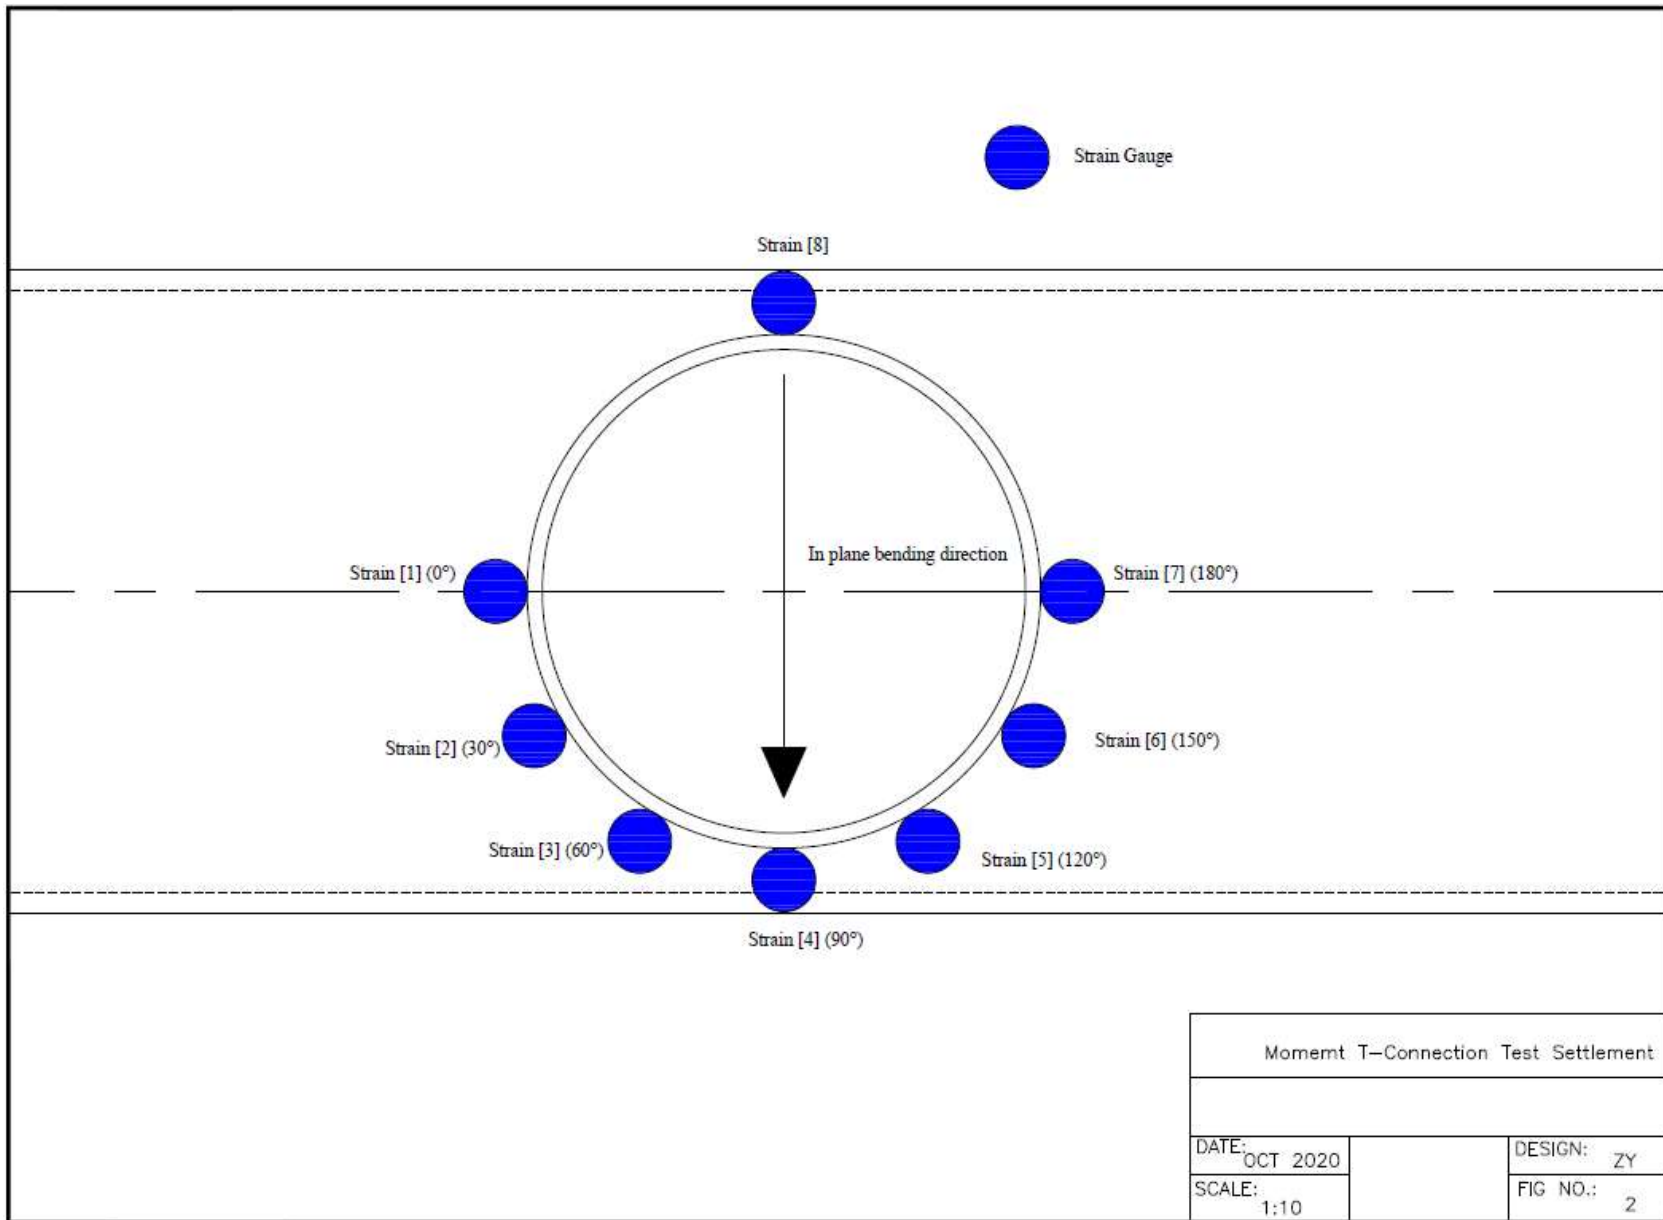 Strain Gauge
Strain [8]
In plane bending direction
Strain [1] (0°)
Strain [7] (180°)
Strain [2] (30°)
Strain [6] (150°)
Strain [3] (60°)
Strain [5] (120°)
Strain [4] (90°)
Momemt T-Connection Test Settlement
DATE: OCT 2020
DESIGN: ZY
SCALE: 1:10
FIG NO.: 2